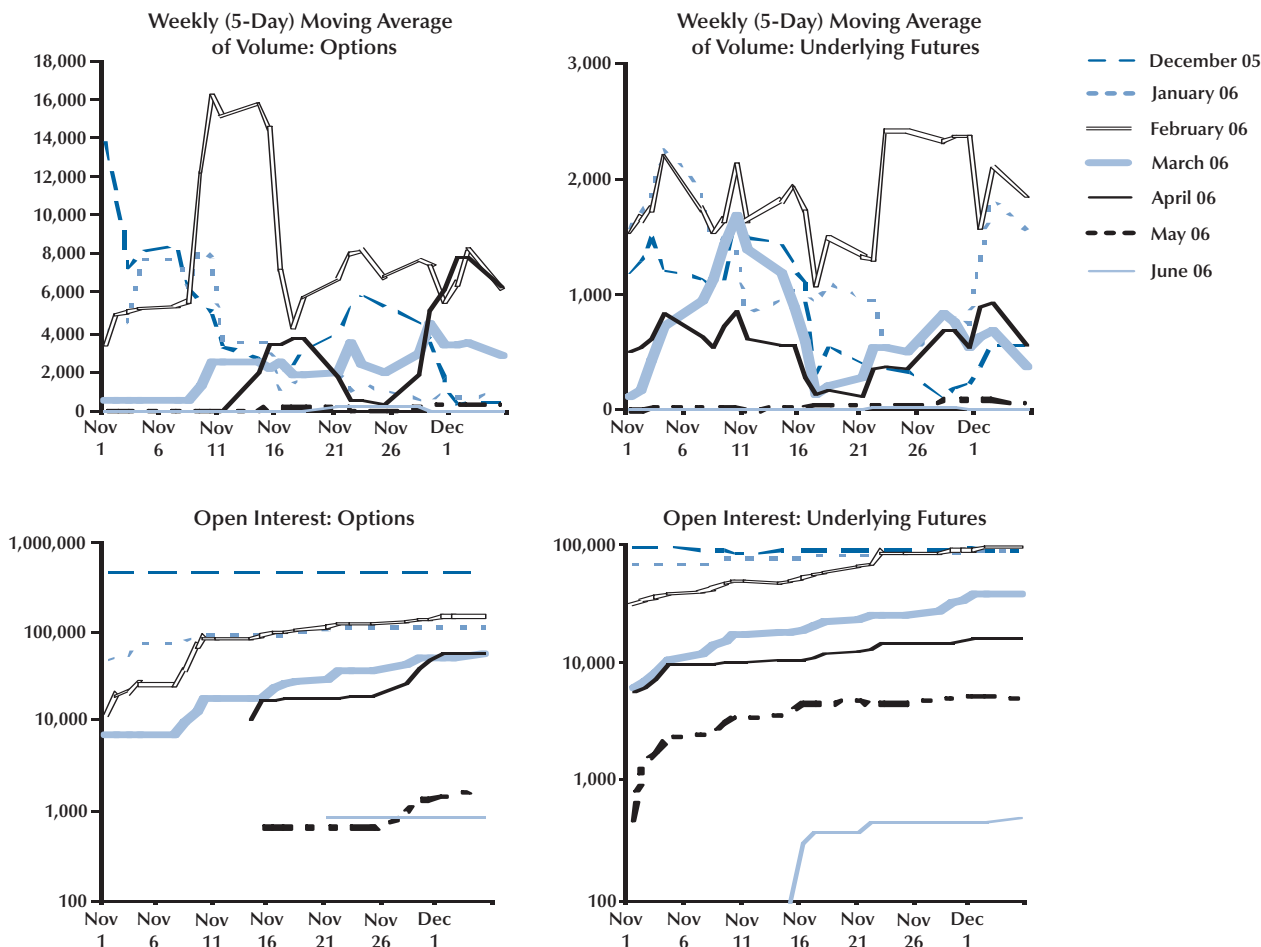 Weekly (5-Day) Moving Average
of Volume: Options
18,000
16,000
14,000
12,000
10,000
8,000
6,000
4,000
2,000
0
Nov 1
Nov 6
Nov 11
Nov 16
Nov 21
Nov 26
Dec 1
Weekly (5-Day) Moving Average
of Volume: Underlying Futures
3,000
2,000
1,000
0
Nov 1
Nov 6
Nov 11
Nov 16
Nov 21
Nov 26
Dec 1
December 05
January 06
February 06
March 06
April 06
May 06
June 06
Open Interest: Options
1,000,000
100,000
10,000
1,000
100
Nov 1
Nov 6
Nov 11
Nov 16
Nov 21
Nov 26
Dec 1
Open Interest: Underlying Futures
100,000
10,000
1,000
100
Nov 1
Nov 6
Nov 11
Nov 16
Nov 21
Nov 26
Dec 1